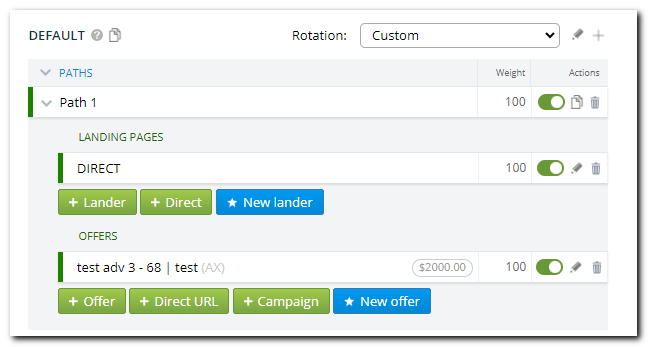 DEFAULT ? Rotation: Custom
PATHS Weight Actions
Path 1 100
LANDING PAGES
DIRECT 100
+ Lander + Direct ★ New lander
OFFERS
test adv 3 - 68 | test (AX) $2000.00 100
+ Offer + Direct URL + Campaign ★ New offer